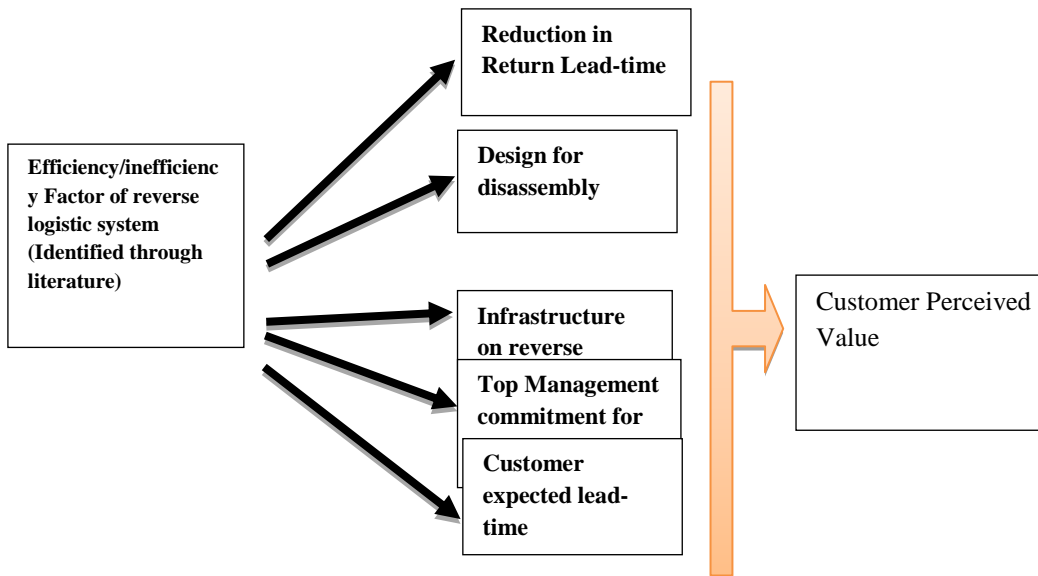 Efficiency/inefficienc
y Factor of reverse
logistic system
(Identified through
literature)
Reduction in
Return Lead-time
Design for
disassembly
Infrastructure
on reverse
Top Management
commitment for
Customer
expected lead-
time
Customer Perceived
Value